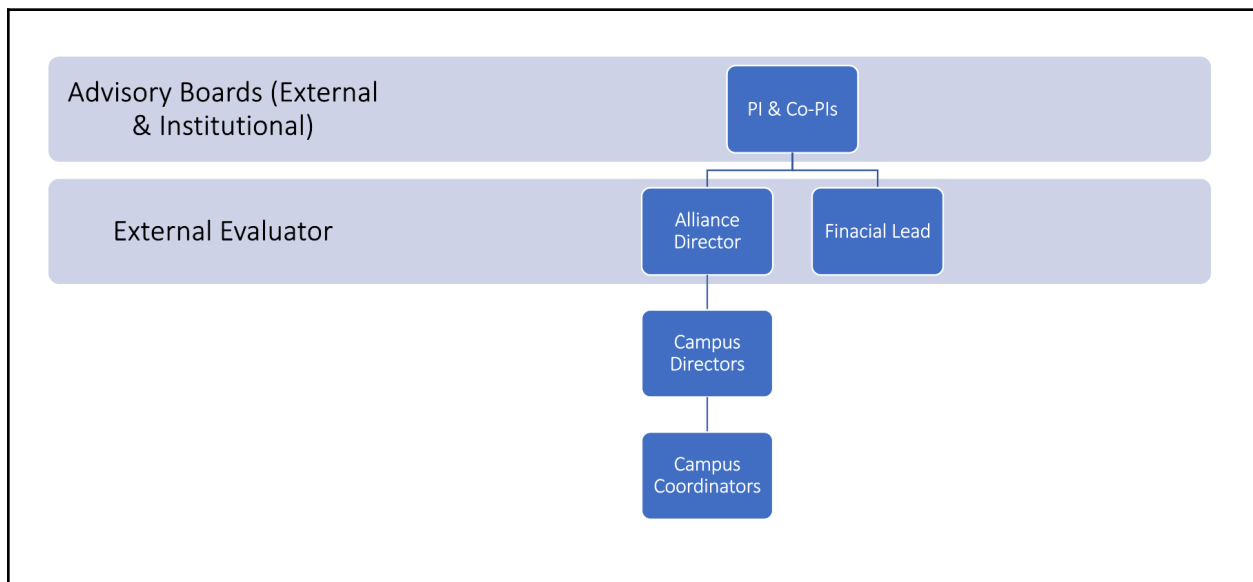 Advisory Boards (External
& Institutional)
PI & Co-PIs
External Evaluator
Alliance
Director
Finacial Lead
Campus
Directors
Campus
Coordinators